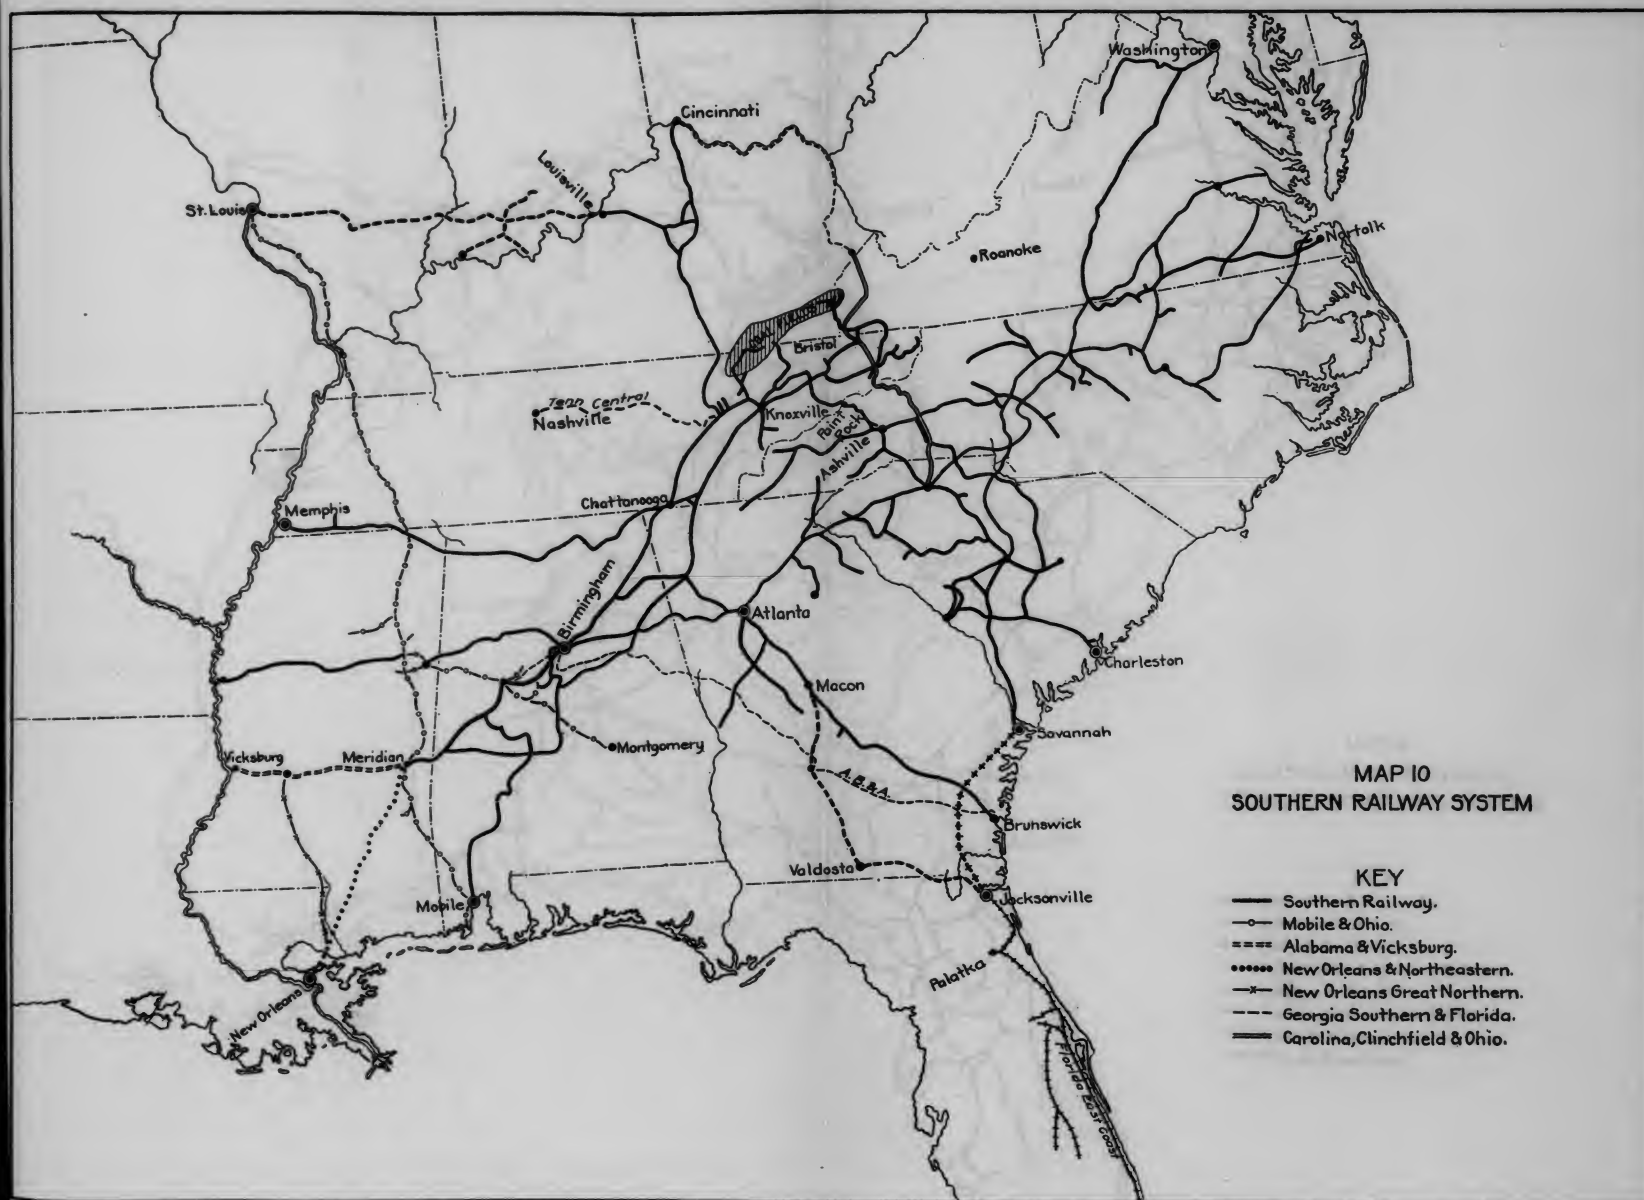 Washington
Cincinnati
Louisville
St. Louis
Norfolk
Roanoke
Bristol
Tenn Central
Nashville
Knoxville
Paint
Rock
Ashville
Chattanooga
Memphis
Birmingham
Atlanta
Charleston
Macon
Savannah
Montgomery
Vicksburg
Meridian
A.B.&A.
Brunswick
Valdosta
Mobile
Jacksonville
Palatka
New Orleans
Florida East Coast
MAP 10
SOUTHERN RAILWAY SYSTEM
KEY
Southern Railway.
Mobile & Ohio.
Alabama & Vicksburg.
New Orleans & Northeastern.
New Orleans Great Northern.
Georgia Southern & Florida.
Carolina, Clinchfield & Ohio.